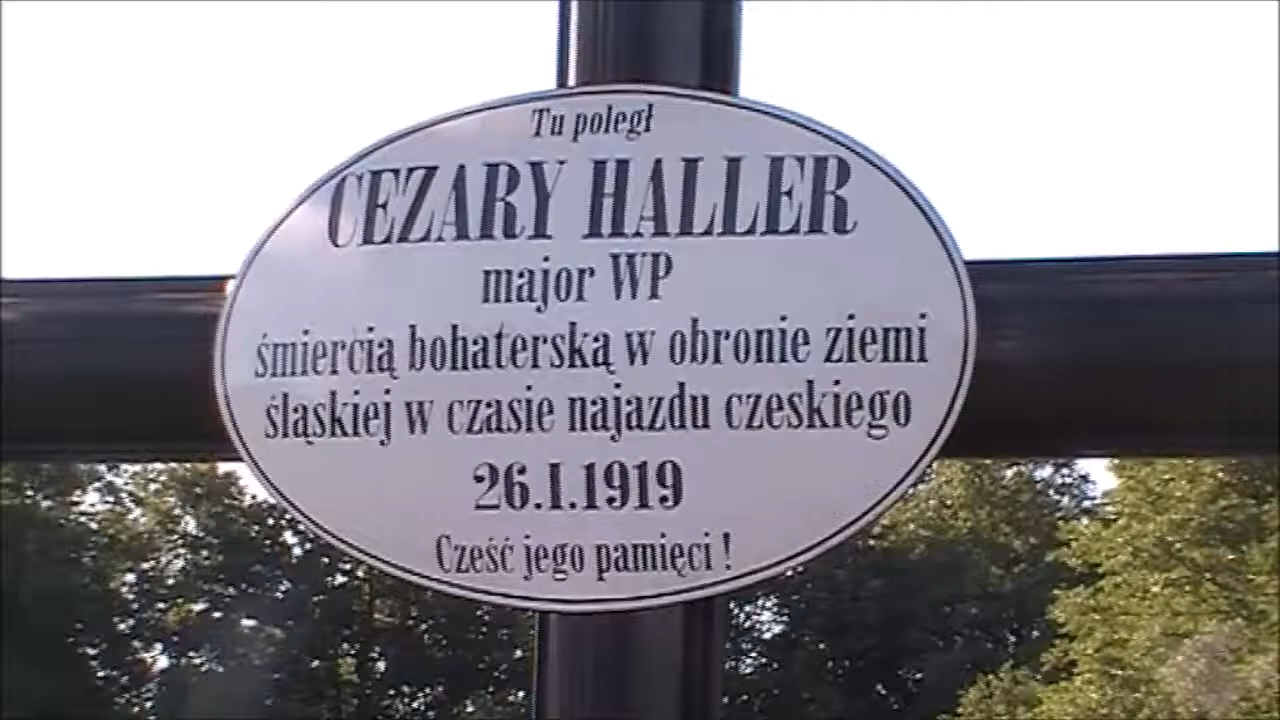 Tu poległ
CEZARY HALLER
major WP
śmiercią bohaterską w obronie ziemi
śląskiej w czasie najazdu czeskiego
26.I.1919
Cześć jego pamięci !